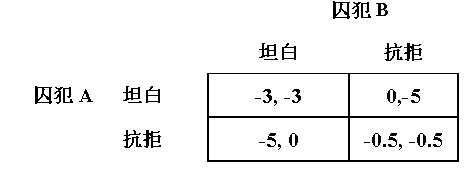 囚犯 B
坦白 抗拒
囚犯 A 坦白 -3, -3 0,-5
抗拒 -5, 0 -0.5, -0.5